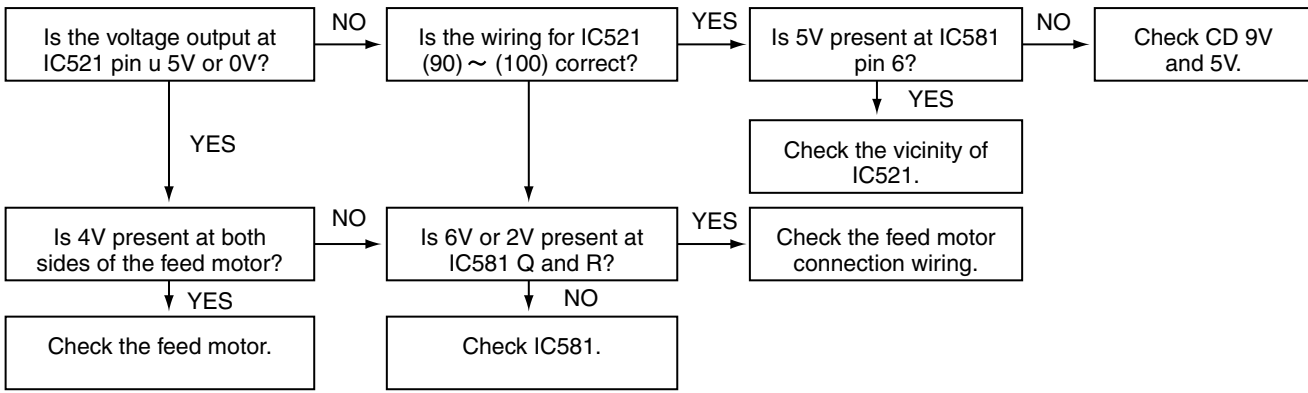 Is the voltage output at
IC521 pin u 5V or 0V?
NO
Is the wiring for IC521
(90) ~ (100) correct?
YES
Is 5V present at IC581
pin 6?
NO
Check CD 9V
and 5V.
YES
YES
Check the vicinity of
IC521.
Is 4V present at both
sides of the feed motor?
NO
Is 6V or 2V present at
IC581 Q and R?
YES
Check the feed motor
connection wiring.
YES
NO
Check the feed motor.
Check IC581.